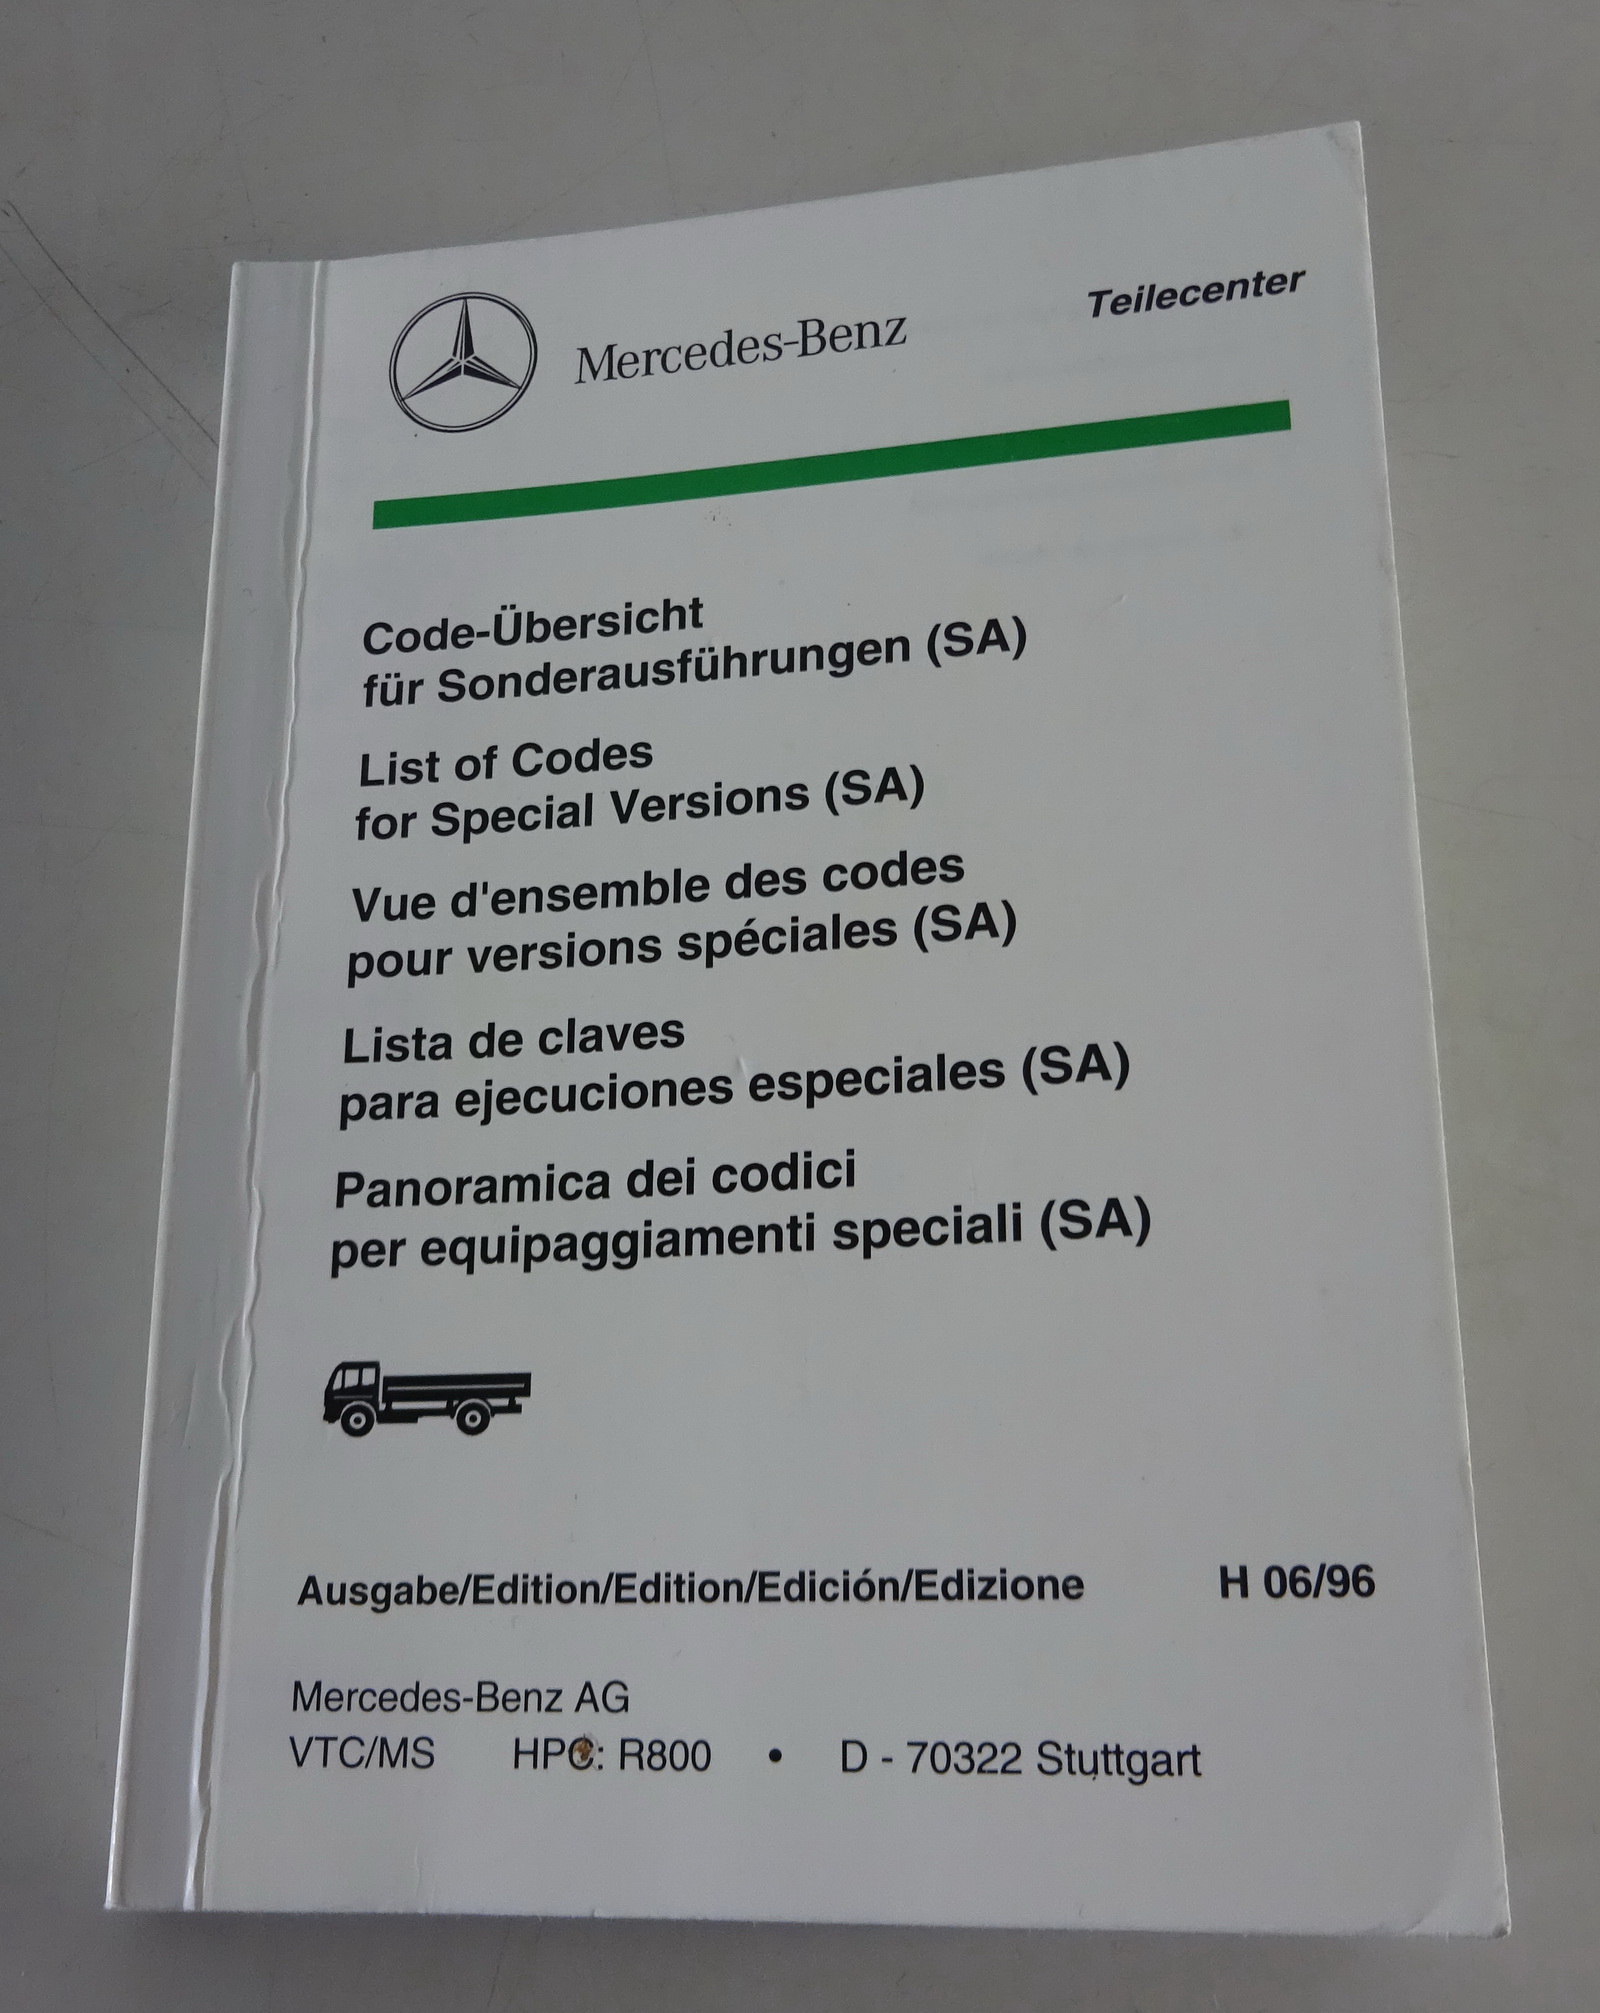 Mercedes-Benz
Teilecenter
Code-Übersicht
für Sonderausführungen (SA)
List of Codes
for Special Versions (SA)
Vue d'ensemble des codes
pour versions spéciales (SA)
Lista de claves
para ejecuciones especiales (SA)
Panoramica dei codici
per equipaggiamenti speciali (SA)
Ausgabe/Edition/Edition/Edición/Edizione H 06/96
Mercedes-Benz AG
VTC/MS HPC: R800 • D - 70322 Stuttgart